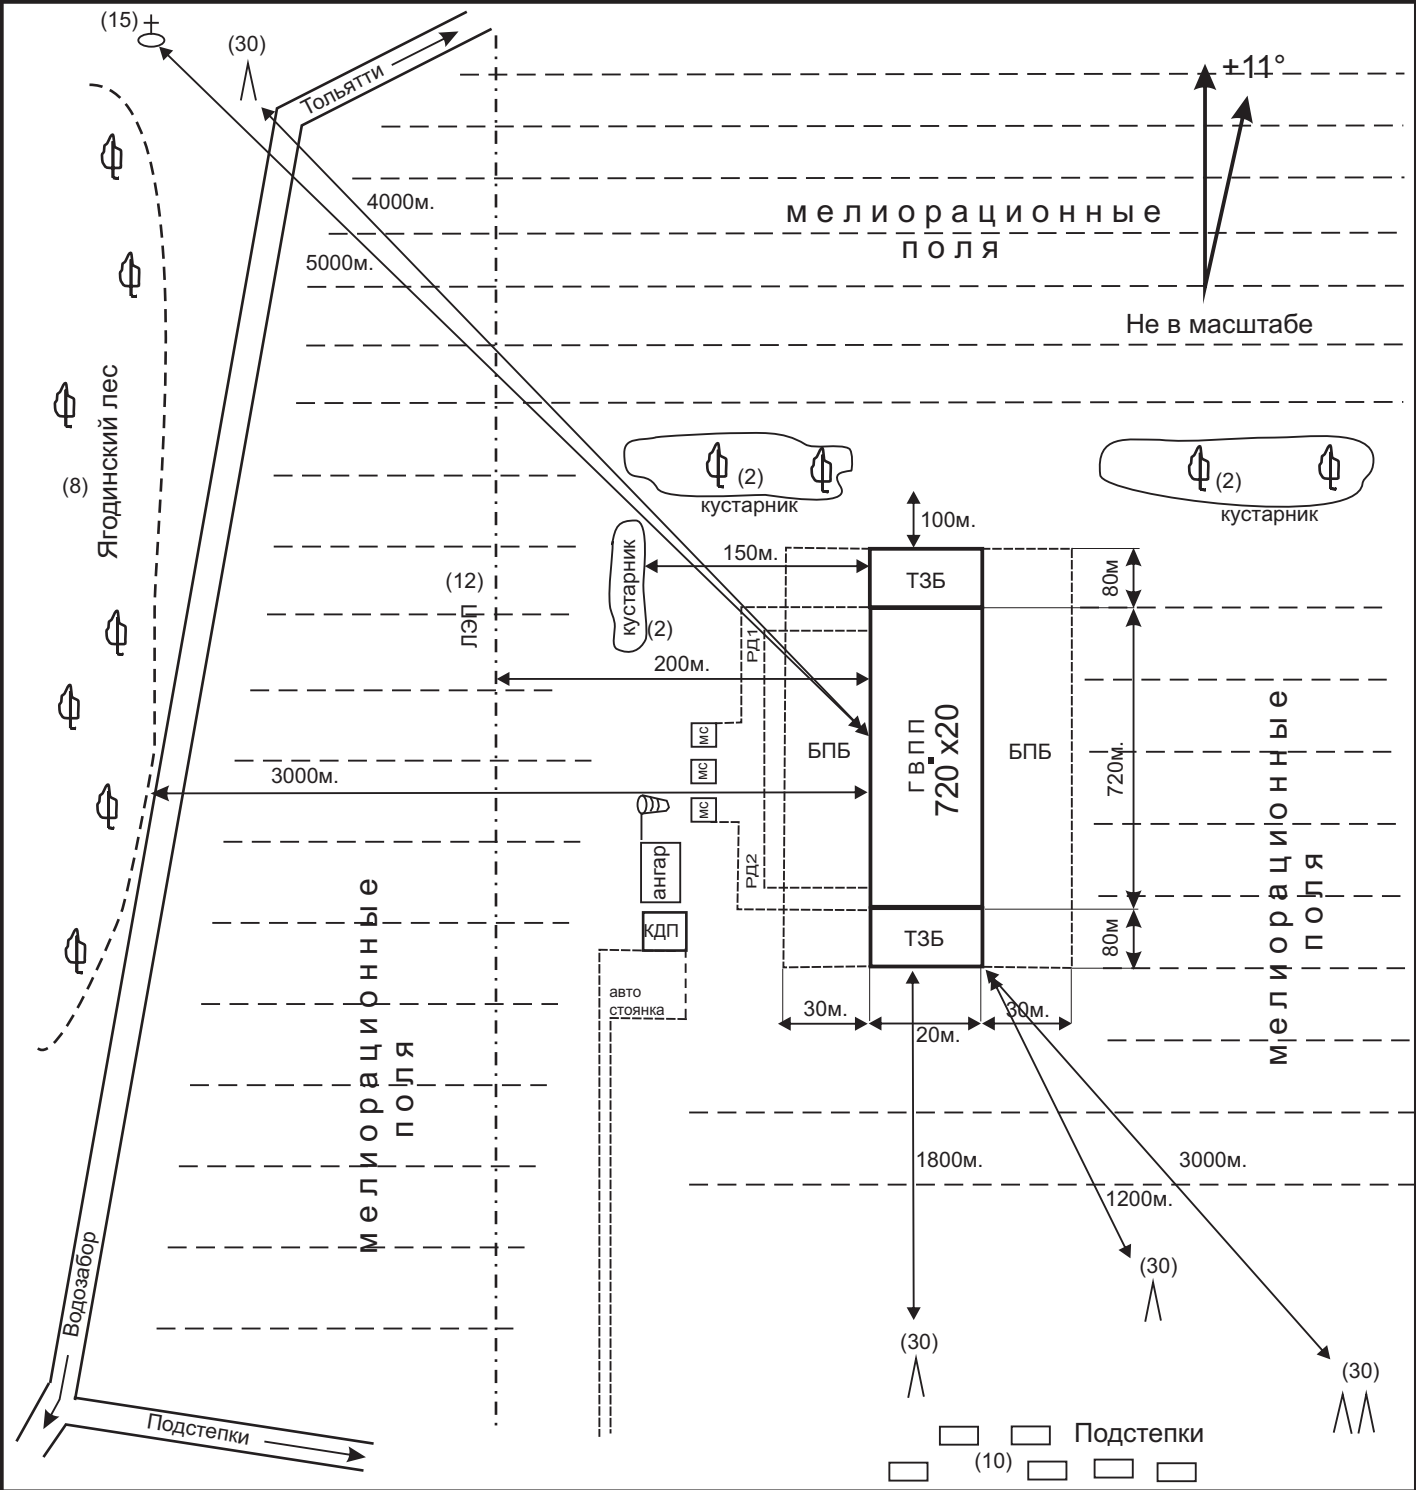 (15)
(30)
Тольятти
+11°
4000м.
5000м.
мелиорационные
поля
Не в масштабе
Ягодинский лес
(8)
(2)
кустарник
(2)
кустарник
100м.
150м.
ТЗБ
80м
(12)
ЛЭП
кустарник
(2)
РД1
200м.
мс
мс
мс
БПБ
ГВПП
720 х20
БПБ
720м.
3000м.
мелиорационные
поля
ангар
РД2
КДП
ТЗБ
80м
авто
стоянка
30м.
20м.
30м.
мелиорационные
поля
1800м.
3000м.
1200м.
(30)
(30)
(30)
Водозабор
Подстепки
Подстепки
(10)